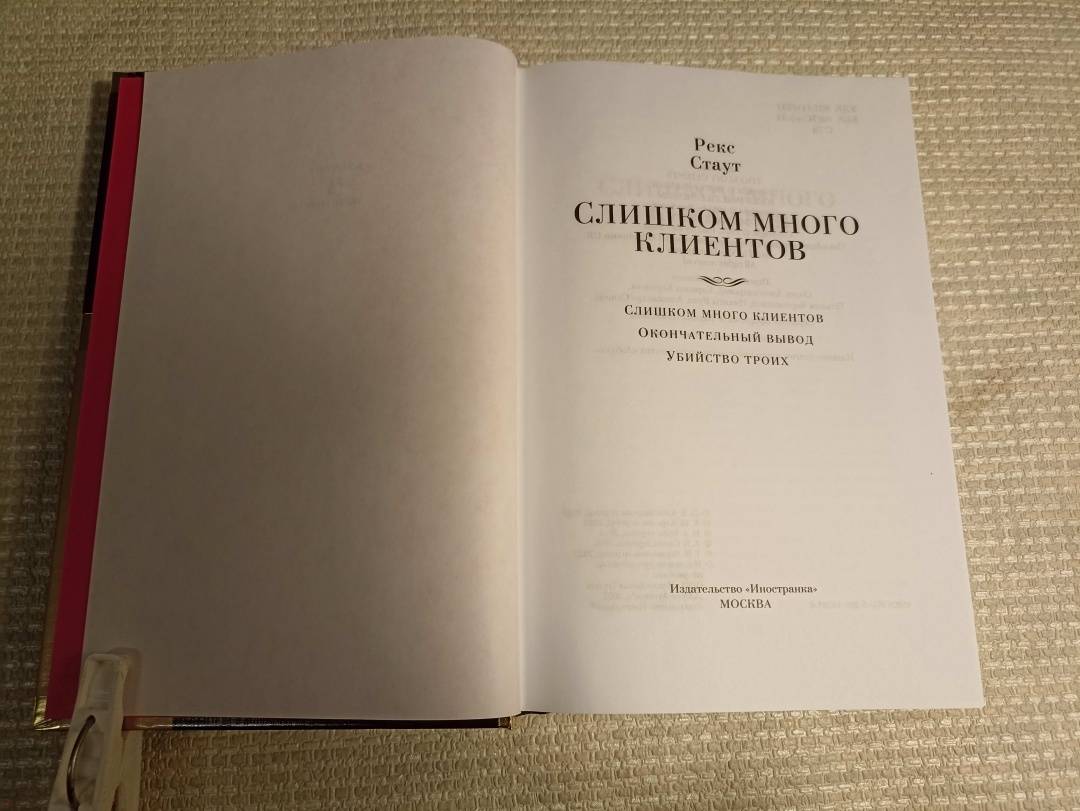 Рекс
Стаут
СЛИШКОМ МНОГО
КЛИЕНТОВ
СЛИШКОМ МНОГО КЛИЕНТОВ
ОКОНЧАТЕЛЬНЫЙ ВЫВОД
УБИЙСТВО ТРОИХ
Издательство «Иностранка»
МОСКВА